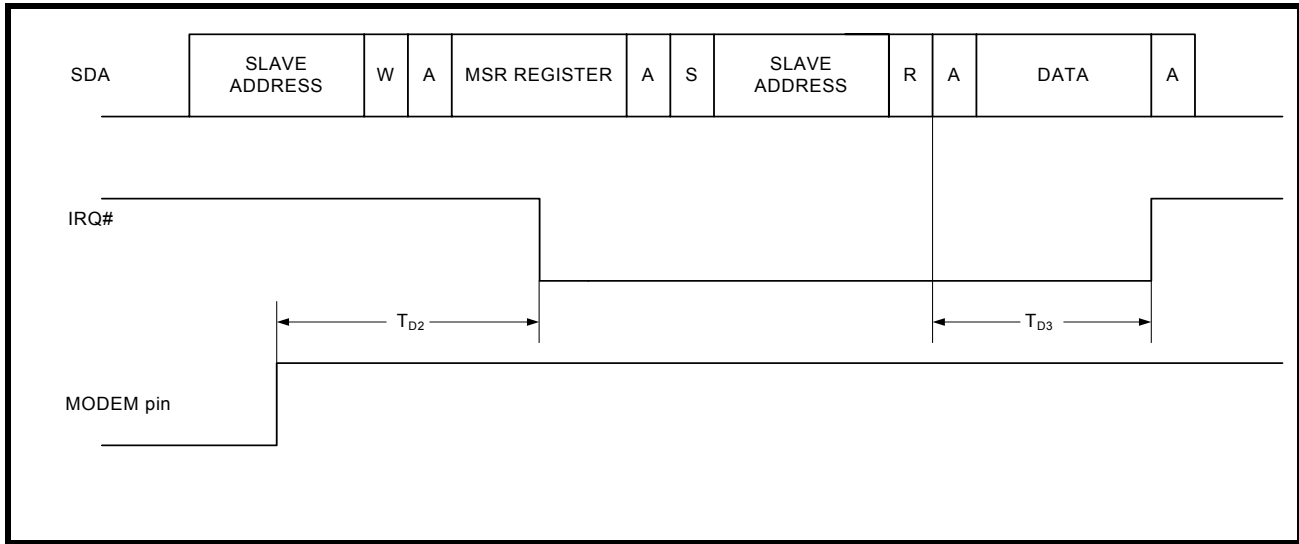 SDA
SLAVE
ADDRESS
W
A
MSR REGISTER
A
S
SLAVE
ADDRESS
R
A
DATA
A
IRQ#
TD2
TD3
MODEM pin